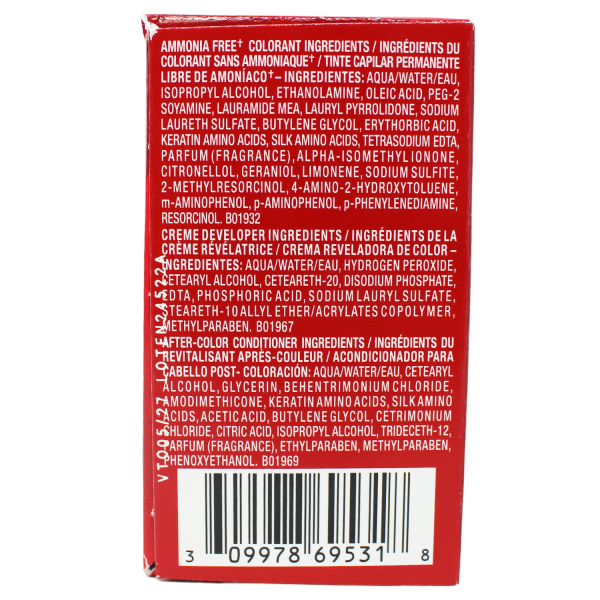 AMMONIA FREE† COLORANT INGREDIENTS / INGRÉDIENTS DU
COLORANT SANS AMMONIAQUE† / TINTE CAPILAR PERMANENTE
LIBRE DE AMONÍACO†– INGREDIENTES: AQUA/WATER/EAU,
ISOPROPYL ALCOHOL, ETHANOLAMINE, OLEIC ACID, PEG-2
SOYAMINE, LAURAMIDE MEA, LAURYL PYRROLIDONE, SODIUM
LAURETH SULFATE, BUTYLENE GLYCOL, ERYTHORBIC ACID,
KERATIN AMINO ACIDS, SILK AMINO ACIDS, TETRASODIUM EDTA,
PARFUM (FRAGRANCE), ALPHA-ISOMETHYL IONONE,
CITRONELLOL, GERANIOL, LIMONENE, SODIUM SULFITE,
2-METHYLRESORCINOL, 4-AMINO-2-HYDROXYTOLUENE,
m-AMINOPHENOL, p-AMINOPHENOL, p-PHENYLENEDIAMINE,
RESORCINOL. B01932
CREME DEVELOPER INGREDIENTS / INGRÉDIENTS DE LA
CRÈME RÉVÉLATRICE / CREMA REVELADORA DE COLOR –
INGREDIENTES: AQUA/WATER/EAU, HYDROGEN PEROXIDE,
CETEARYL ALCOHOL, CETEARETH-20, DISODIUM PHOSPHATE,
EDTA, PHOSPHORIC ACID, SODIUM LAURYL SULFATE,
STEARETH-10 ALLYL ETHER/ACRYLATES COPOLYMER,
METHYLPARABEN. B01967
AFTER-COLOR CONDITIONER INGREDIENTS / INGRÉDIENTS DU
REVITALISANT APRÈS-COULEUR / ACONDICIONADOR PARA
CABELLO POST- COLORACIÓN: AQUA/WATER/EAU, CETEARYL
ALCOHOL, GLYCERIN, BEHENTRIMONIUM CHLORIDE,
AMODIMETHICONE, KERATIN AMINO ACIDS, SILK AMINO
ACIDS, ACETIC ACID, BUTYLENE GLYCOL, CETRIMONIUM
CHLORIDE, CITRIC ACID, ISOPROPYL ALCOHOL, TRIDECETH-12,
PARFUM (FRAGRANCE), ETHYLPARABEN, METHYLPARABEN,
PHENOXYETHANOL. B01969
3 09978 69531 8